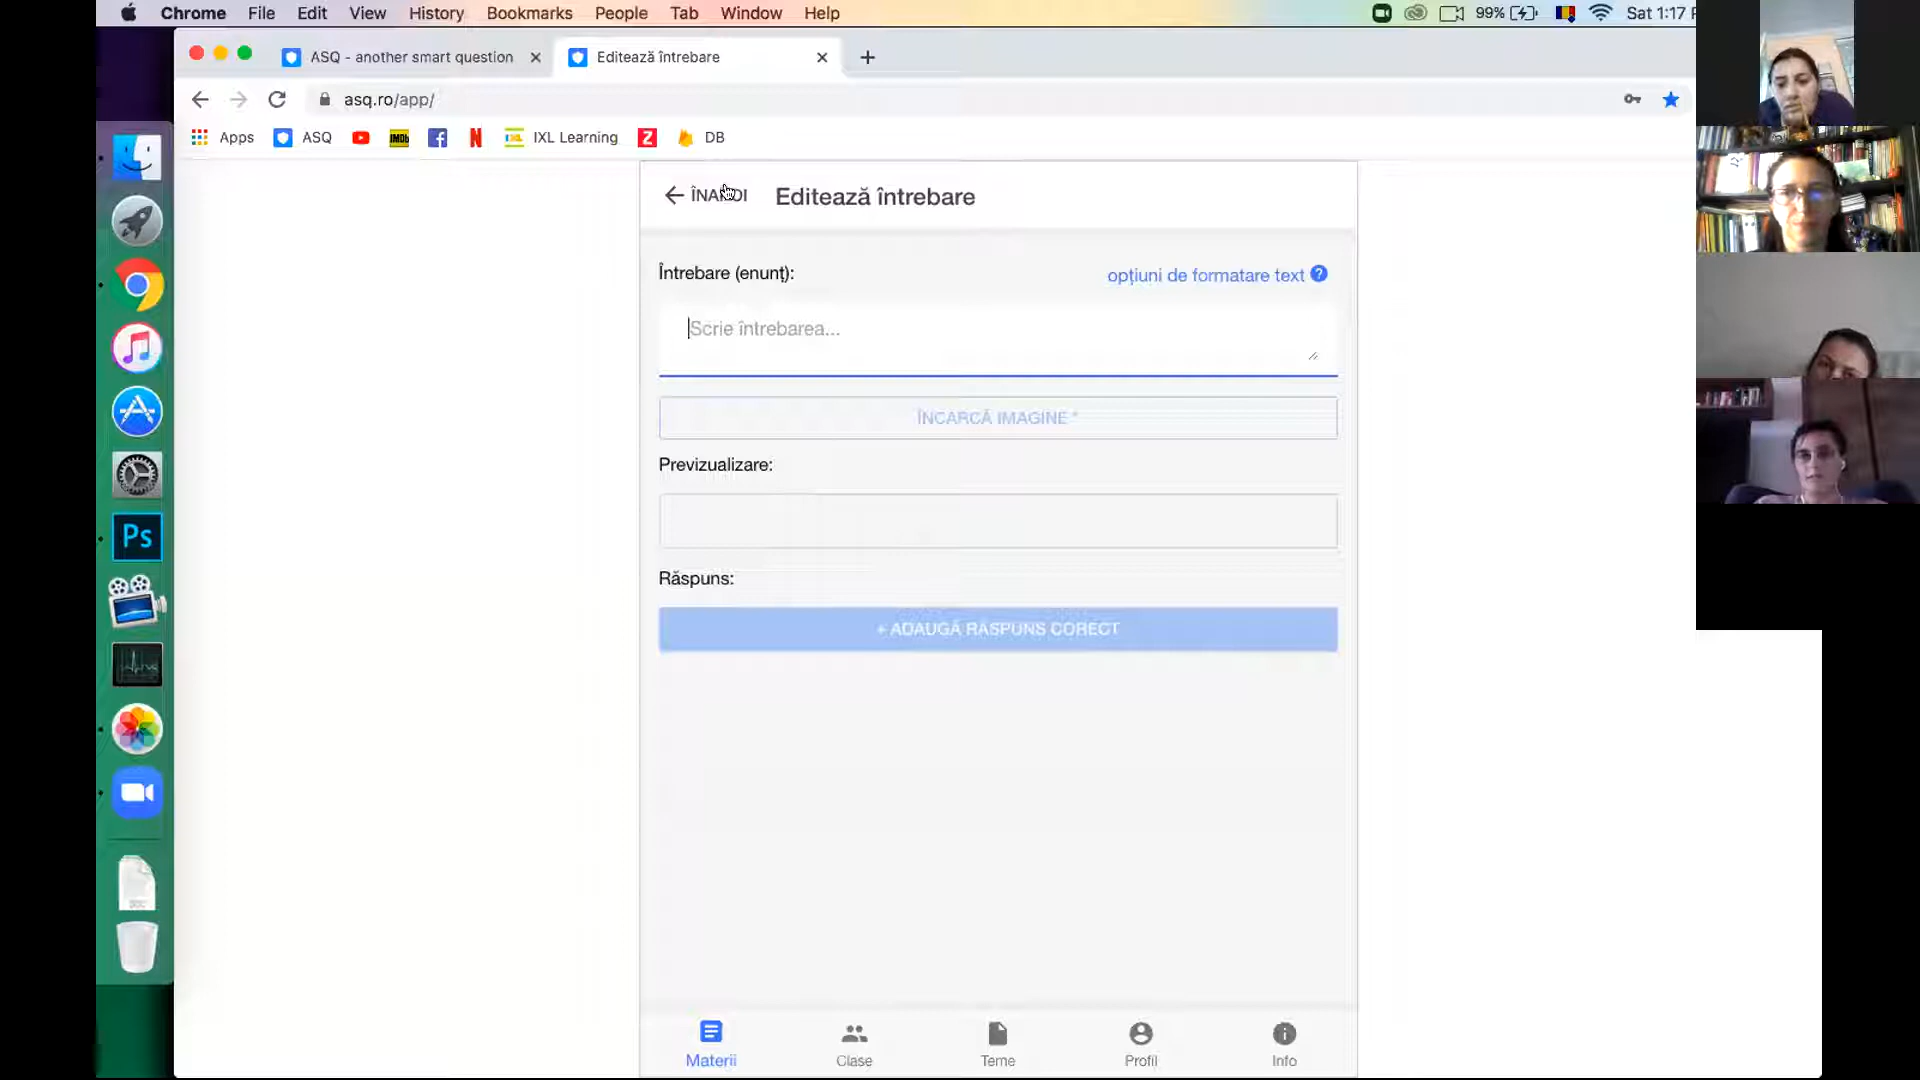 Chrome File Edit View History Bookmarks People Tab Window Help 99% Sat 1:17
ASQ - another smart question Editează întrebare
asq.ro/app/
Apps ASQ IMDb N IXL Learning Z DB
Editează întrebare
Întrebare (enunț): opțiuni de formatare text ?
Scrie întrebarea...
ÎNCARCĂ IMAGINE *
Previzualizare:
Răspuns:
+ ADAUGĂ RĂSPUNS CORECT
Ps
Materii Clase Teme Profil Info